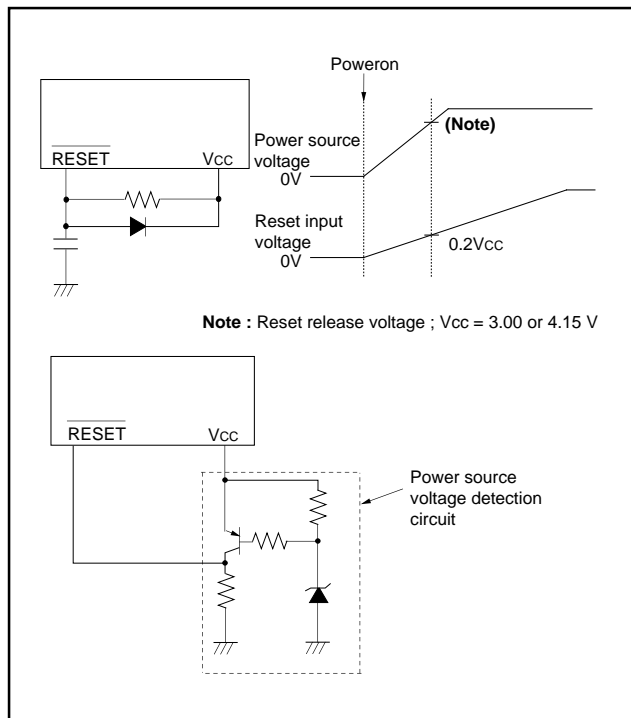 Poweron
RESET
VCC
Power source
voltage
0V
(Note)
Reset input
voltage
0V
0.2VCC
Note : Reset release voltage ; Vcc = 3.00 or 4.15 V
RESET
VCC
Power source
voltage detection
circuit